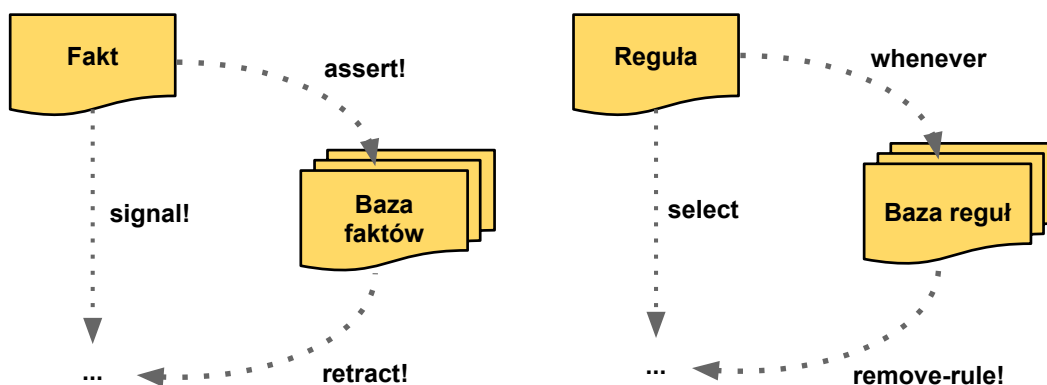 Fakt
assert!
signal!
Baza
faktów
...
retract!
Reguła
whenever
select
Baza reguł
...
remove-rule!